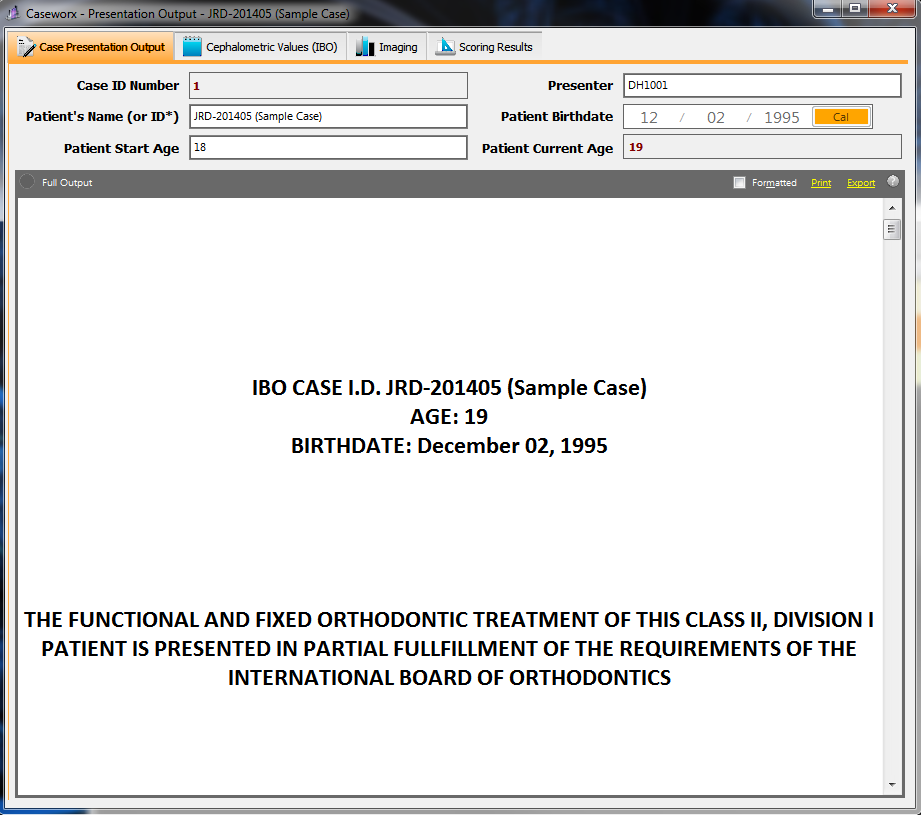 Caseworx - Presentation Output - JRD-201405 (Sample Case)
Case Presentation Output Cephalometric Values (IBO) Imaging Scoring Results
Case ID Number 1 Presenter DH1001
Patient's Name (or ID*) JRD-201405 (Sample Case) Patient Birthdate 12 / 02 / 1995 Cal
Patient Start Age 18 Patient Current Age 19
Full Output Formatted Print Export ?
IBO CASE I.D. JRD-201405 (Sample Case)
AGE: 19
BIRTHDATE: December 02, 1995
THE FUNCTIONAL AND FIXED ORTHODONTIC TREATMENT OF THIS CLASS II, DIVISION I
PATIENT IS PRESENTED IN PARTIAL FULLFILLMENT OF THE REQUIREMENTS OF THE
INTERNATIONAL BOARD OF ORTHODONTICS